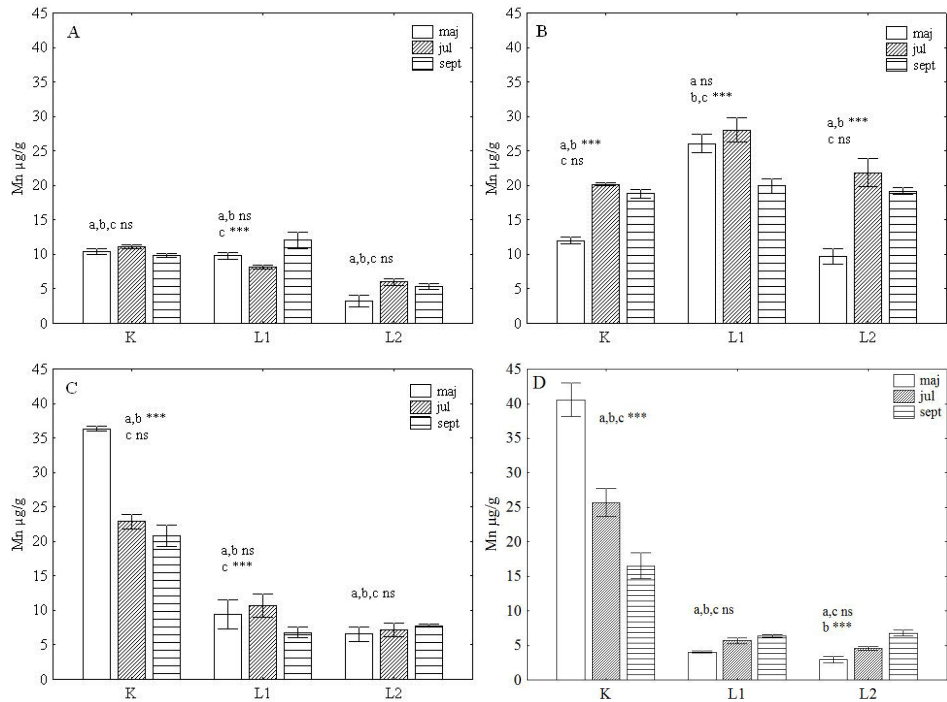 A
maj
jul
sept
Mn µg/g
45
40
35
30
25
20
15
10
5
0
a,b,c ns
a,b ns
c ***
a,b,c ns
K
L1
L2
B
maj
jul
sept
Mn µg/g
45
40
35
30
25
20
15
10
5
0
a,b ***
c ns
a ns
b,c ***
a,b ***
c ns
K
L1
L2
C
maj
jul
sept
Mn µg/g
45
40
35
30
25
20
15
10
5
0
a,b ***
c ns
a,b ns
c ***
a,b,c ns
K
L1
L2
D
maj
jul
sept
Mn µg/g
45
40
35
30
25
20
15
10
5
0
a,b,c ***
a,b,c ns
a,c ns
b ***
K
L1
L2